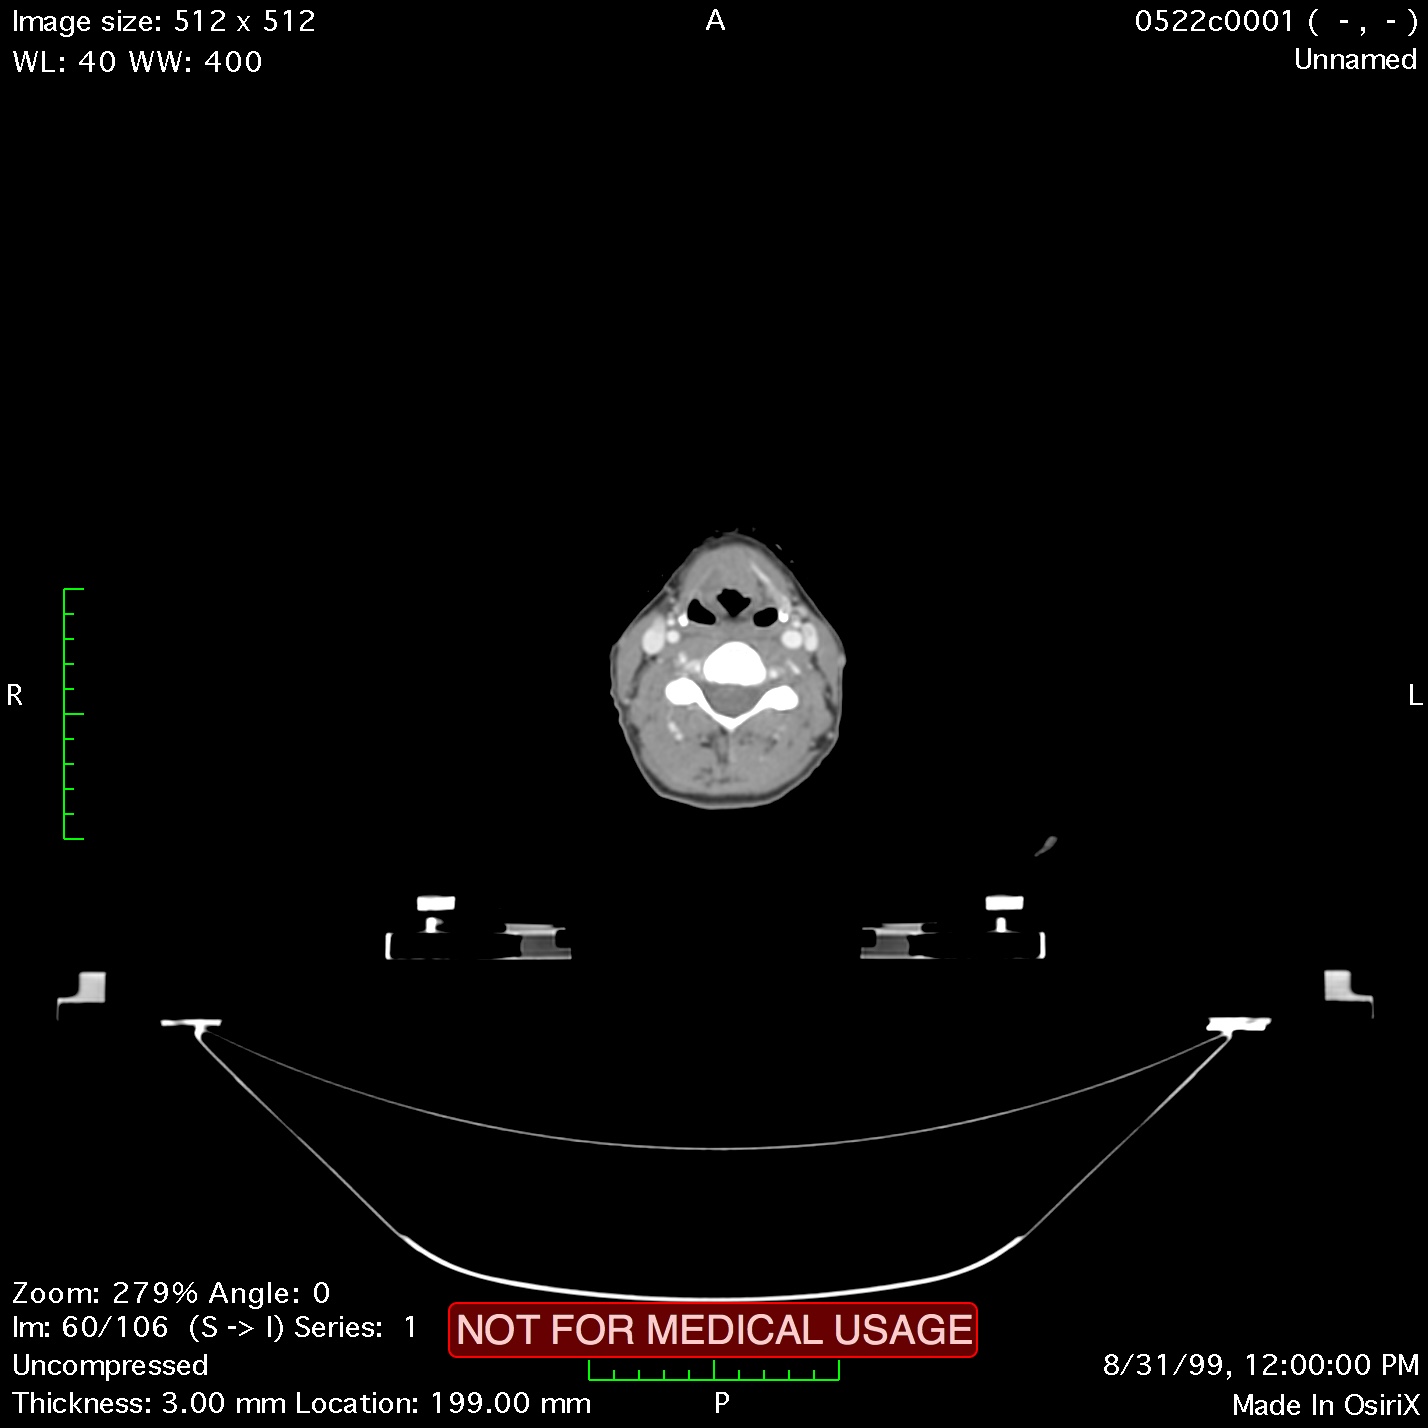 Image size: 512 x 512
WL: 40 WW: 400
A
0522c0001 ( -, -)
Unnamed
R
L
Zoom: 279% Angle: 0
Im: 60/106 (S -> I) Series: 1
Uncompressed
Thickness: 3.00 mm Location: 199.00 mm
NOT FOR MEDICAL USAGE
P
8/31/99, 12:00:00 PM
Made In OsiriX